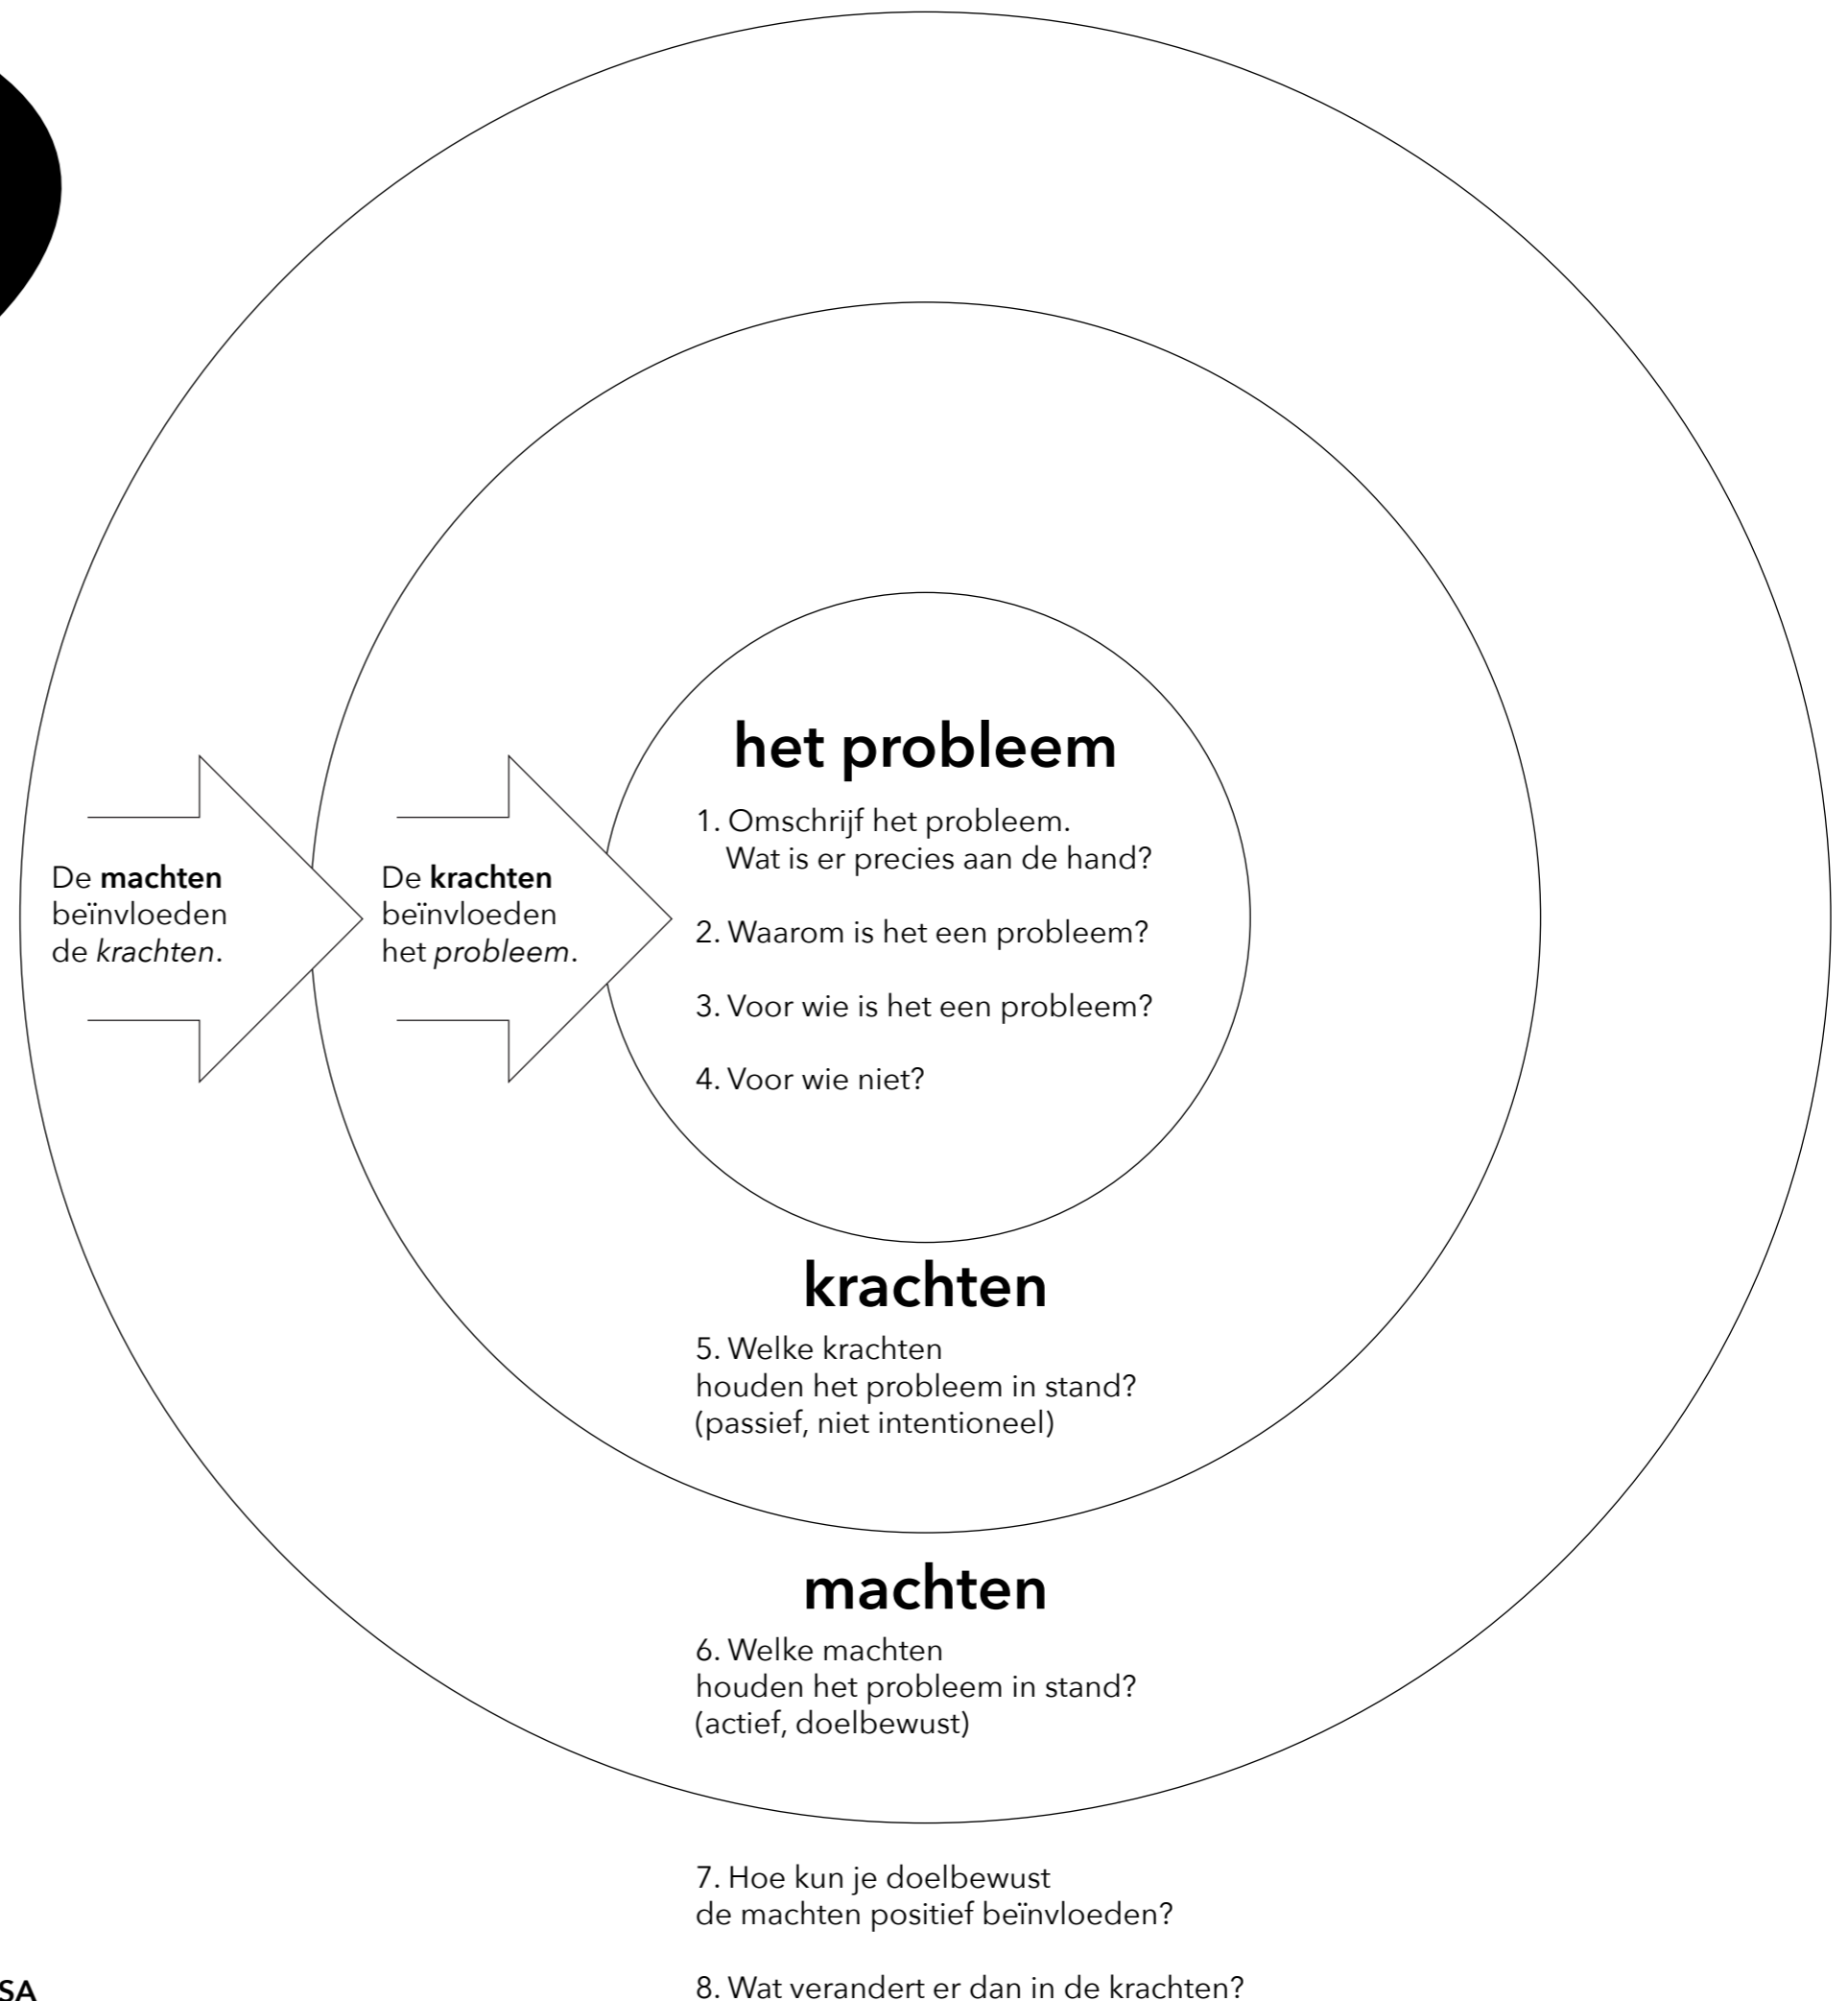 het probleem
1. Omschrijf het probleem.
Wat is er precies aan de hand?
2. Waarom is het een probleem?
3. Voor wie is het een probleem?
4. Voor wie niet?
De machten
beïnvloeden
de krachten.
De krachten
beïnvloeden
het probleem.
krachten
5. Welke krachten
houden het probleem in stand?
(passief, niet intentioneel)
machten
6. Welke machten
houden het probleem in stand?
(actief, doelbewust)
7. Hoe kun je doelbewust
de machten positief beïnvloeden?
8. Wat verandert er dan in de krachten?
SA